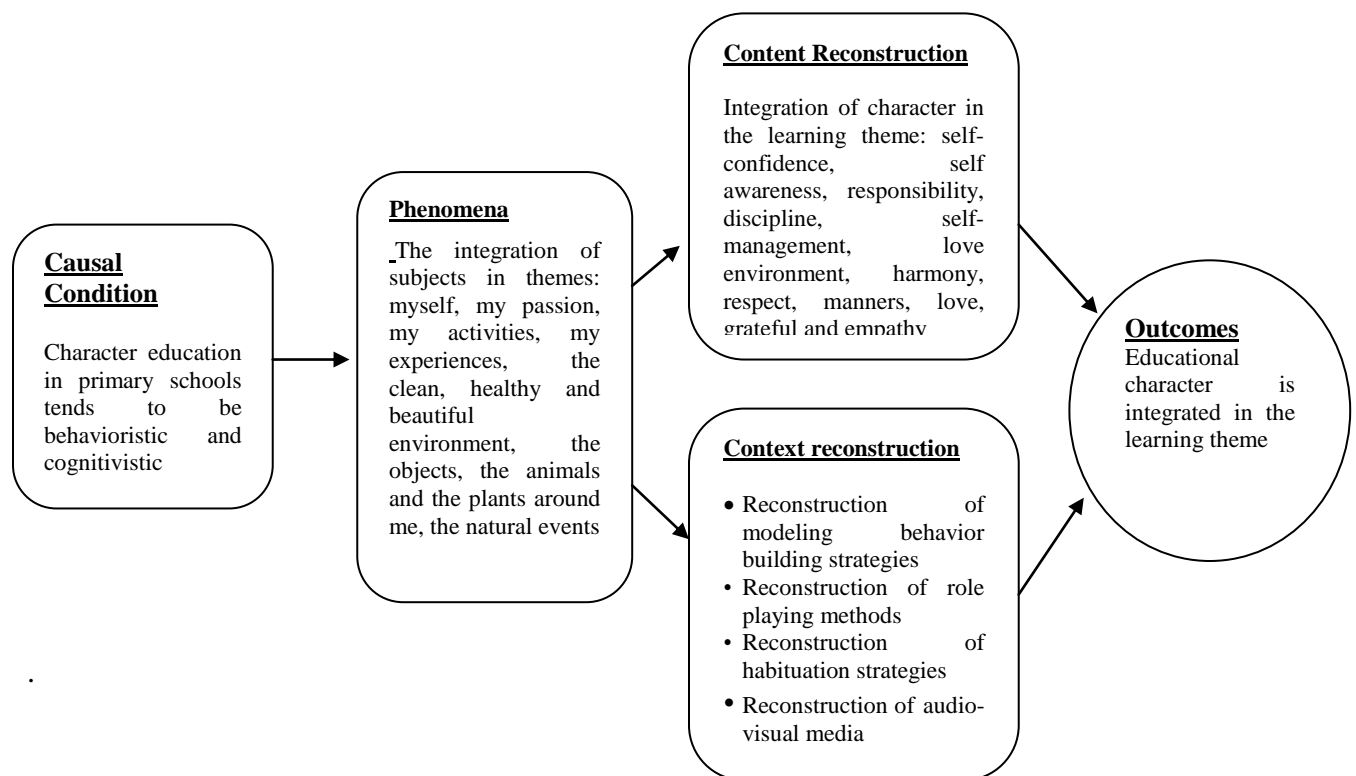 Causal
Condition
Character education
in primary schools
tends to be
behavioristic and
cognitivistic
Phenomena
The integration of
subjects in themes:
myself, my passion,
my activities, my
experiences, the
clean, healthy and
beautiful
environment, the
objects, the animals
and the plants around
me, the natural events
Content Reconstruction
Integration of character in
the learning theme: self-
confidence, self
awareness, responsibility,
discipline, self-
management, love
environment, harmony,
respect, manners, love,
grateful and empathy
Context reconstruction
• Reconstruction of
modeling behavior
building strategies
• Reconstruction of role
playing methods
• Reconstruction of
habituation strategies
• Reconstruction of audio-
visual media
Outcomes
Educational
character is
integrated in the
learning theme
.